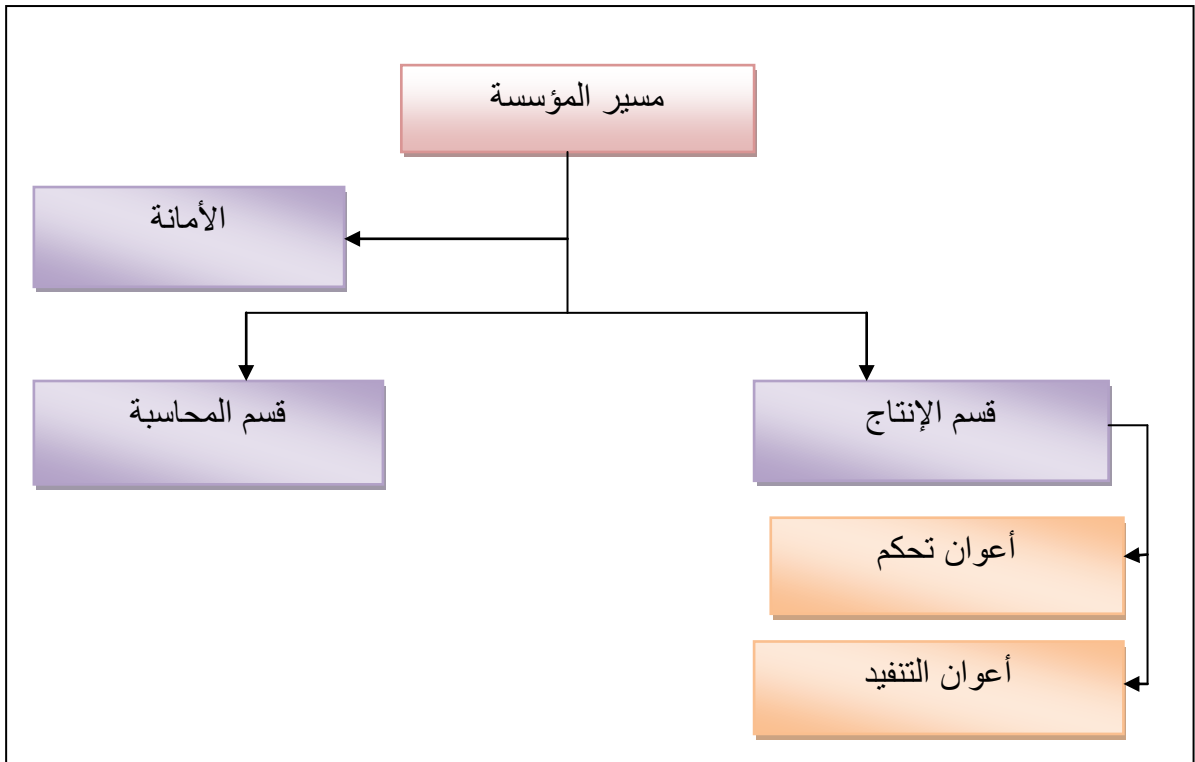 مسير المؤسسة
الأمانة
قسم الإنتاج
قسم المحاسبة
أعوان تحكم
أعوان التنفيد